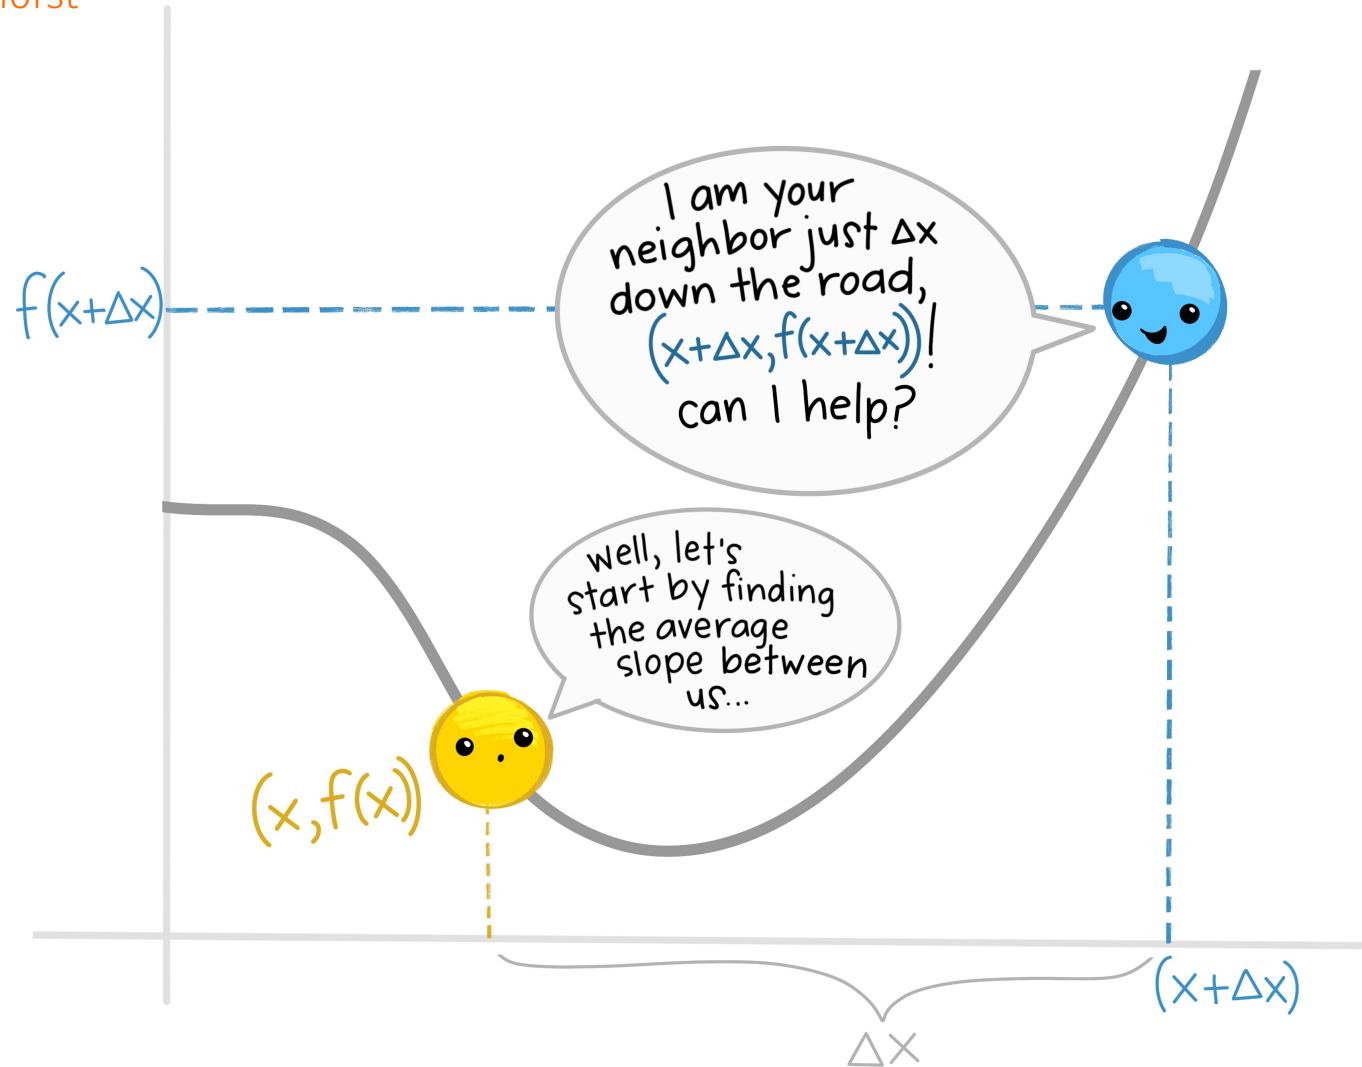 I am your
neighbor just Δx
down the road,
(x+Δx, f(x+Δx))!
can I help?
f(x+Δx)
well, let's
start by finding
the average
slope between
us...
(x, f(x))
(x+Δx)
Δx